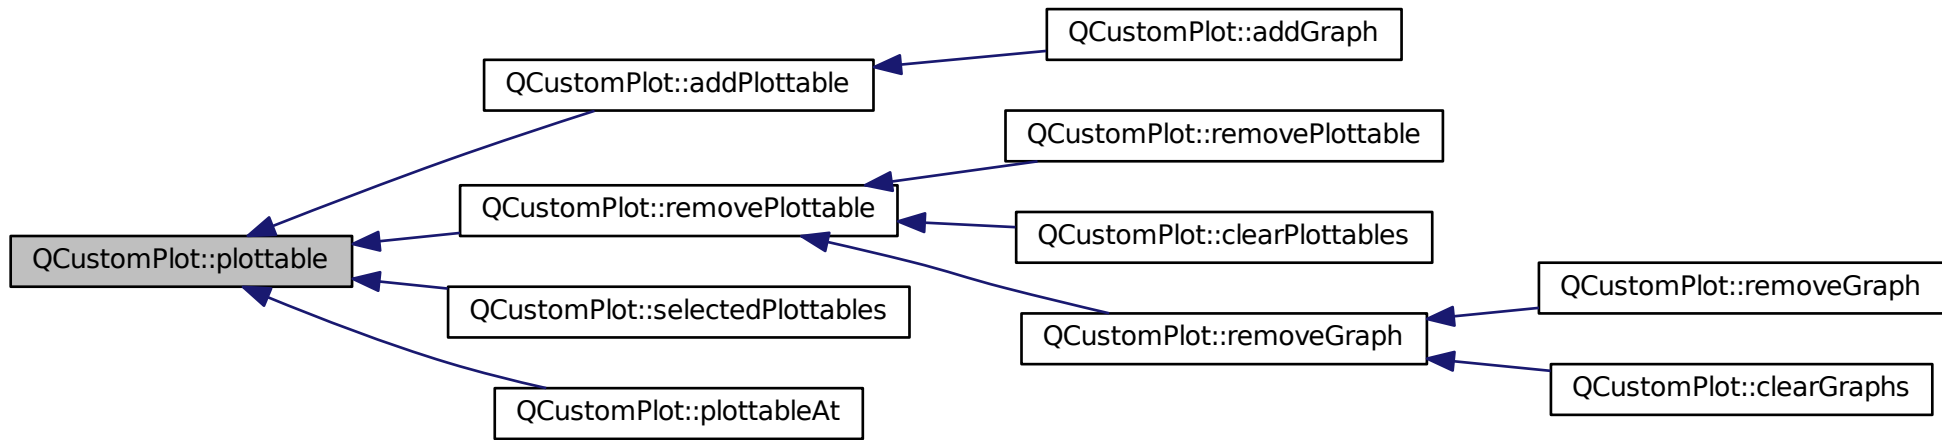 QCustomPlot::plottable
QCustomPlot::addPlottable
QCustomPlot::addGraph
QCustomPlot::removePlottable
QCustomPlot::removePlottable
QCustomPlot::clearPlottables
QCustomPlot::removeGraph
QCustomPlot::removeGraph
QCustomPlot::clearGraphs
QCustomPlot::selectedPlottables
QCustomPlot::plottableAt